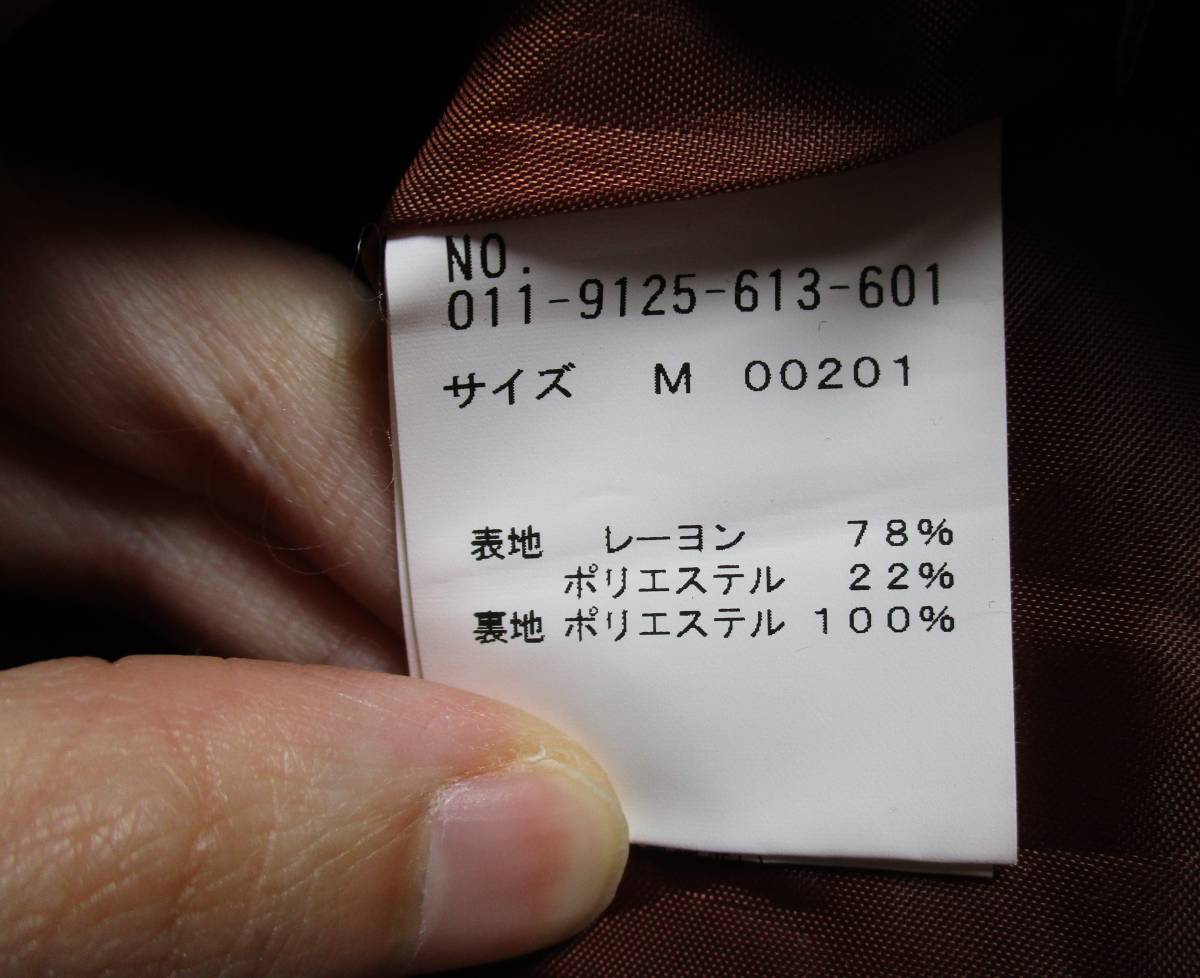 NO.
011-9125-613-601
サイズ M 00201
表地 レーヨン 78%
ポリエステル 22%
裏地 ポリエステル 100%